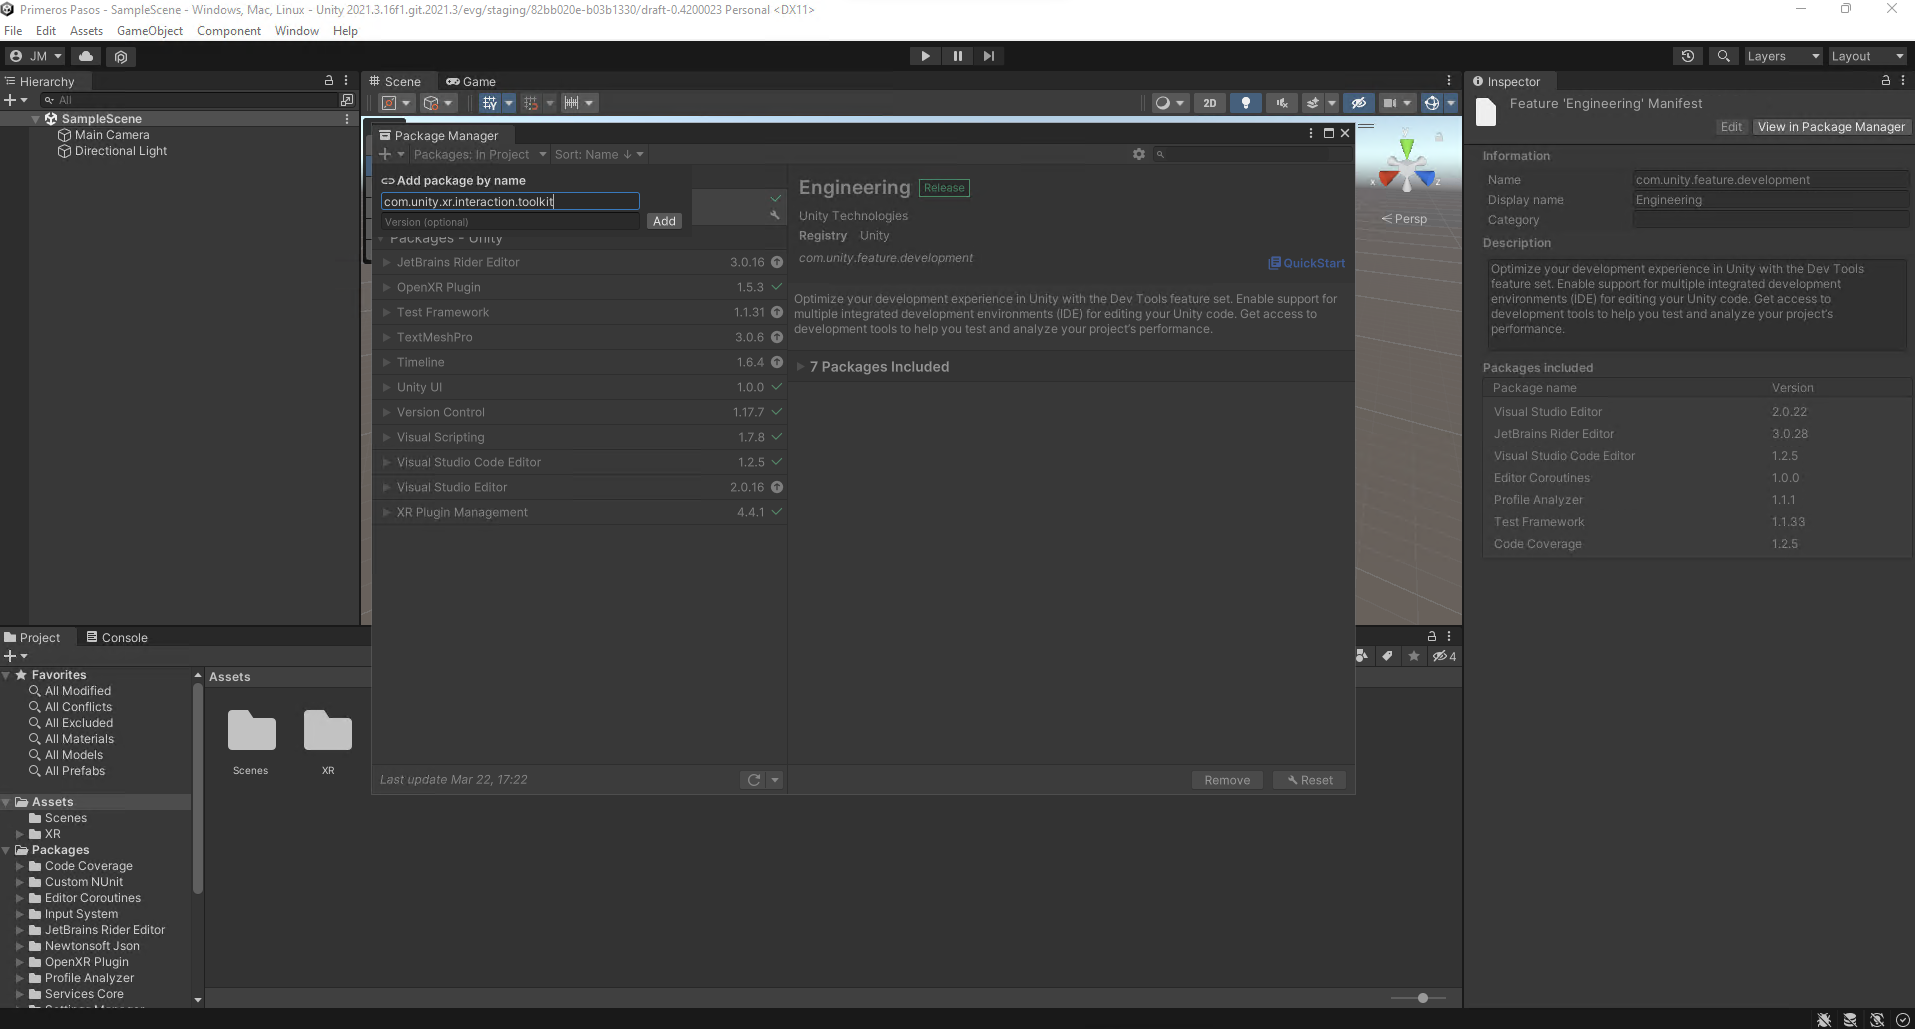 Primeros Pasos - SampleScene - Windows, Mac, Linux - Unity 2021.3.16f1.git.2021.3/evg/staging/82bb020e-b03b1330/draft-0.4200023 Personal <DX11>
File Edit Assets GameObject Component Window Help
JM Layers Layout
Hierarchy
All
SampleScene
Main Camera
Directional Light
Scene Game
2D
Package Manager
Packages: In Project Sort: Name ↓
Add package by name
com.unity.xr.interaction.toolkit
Version (optional) Add
Packages - Unity
JetBrains Rider Editor 3.0.16
OpenXR Plugin 1.5.3
Test Framework 1.1.31
TextMeshPro 3.0.6
Timeline 1.6.4
Unity UI 1.0.0
Version Control 1.17.7
Visual Scripting 1.7.8
Visual Studio Code Editor 1.2.5
Visual Studio Editor 2.0.16
XR Plugin Management 4.4.1
Last update Mar 22, 17:22
Engineering Release
Unity Technologies
Registry Unity
com.unity.feature.development
QuickStart
Optimize your development experience in Unity with the Dev Tools feature set. Enable support for
multiple integrated development environments (IDE) for editing your Unity code. Get access to
development tools to help you test and analyze your project's performance.
7 Packages Included
Remove Reset
y
x z
Persp
Inspector
Feature 'Engineering' Manifest
Edit View in Package Manager
Information
Name com.unity.feature.development
Display name Engineering
Category
Description
Optimize your development experience in Unity with the Dev Tools
feature set. Enable support for multiple integrated development
environments (IDE) for editing your Unity code. Get access to
development tools to help you test and analyze your project's
performance.
Packages included
Package name Version
Visual Studio Editor 2.0.22
JetBrains Rider Editor 3.0.28
Visual Studio Code Editor 1.2.5
Editor Coroutines 1.0.0
Profile Analyzer 1.1.1
Test Framework 1.1.33
Code Coverage 1.2.5
Project Console
4
Favorites
All Modified
All Conflicts
All Excluded
All Materials
All Models
All Prefabs
Assets
Scenes
XR
Packages
Code Coverage
Custom NUnit
Editor Coroutines
Input System
JetBrains Rider Editor
Newtonsoft Json
OpenXR Plugin
Profile Analyzer
Services Core
Settings Manager
Assets
Scenes XR